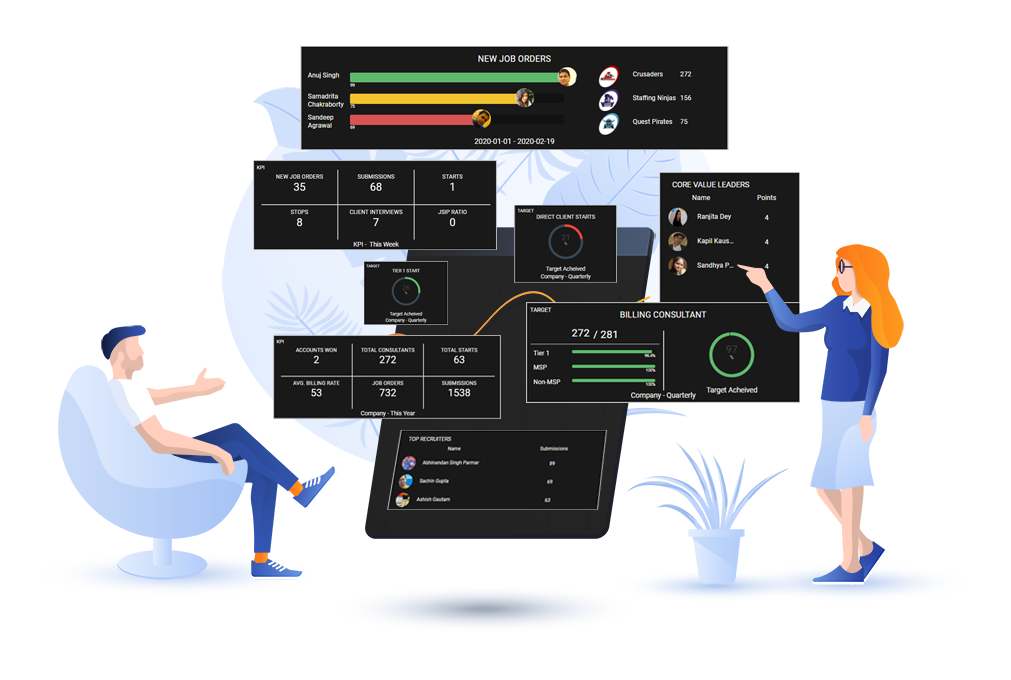 NEW JOB ORDERS
Anuj Singh
99
Samadrita
Chakraborty
75
Sandeep
Agrawal
69
Crusaders 272
Staffing Ninjas 156
Quest Pirates 75
2020-01-01 - 2020-02-19
KPI
NEW JOB ORDERS SUBMISSIONS STARTS
35 68 1
STOPS CLIENT INTERVIEWS JSIP RATIO
8 7 0
KPI - This Week
TARGET
DIRECT CLIENT STARTS
21
%
Target Acheived
Company - Quarterly
CORE VALUE LEADERS
Name Points
Ranjita Dey 4
Kapil Kaus... 4
Sandhya P... 4
TARGET
TIER 1 START
%
Target Acheived
Company - Quarterly
TARGET
BILLING CONSULTANT
272 / 281
Tier 1
96.4%
MSP
100%
Non-MSP
100%
97
%
Target Acheived
Company - Quarterly
KPI
ACCOUNTS WON TOTAL CONSULTANTS TOTAL STARTS
2 272 63
AVG. BILLING RATE JOB ORDERS SUBMISSIONS
53 732 1538
Company - This Year
TOP RECRUITERS
Name Submissions
Abhinandan Singh Parmar 89
Sachin Gupta 69
Ashish Gautam 63